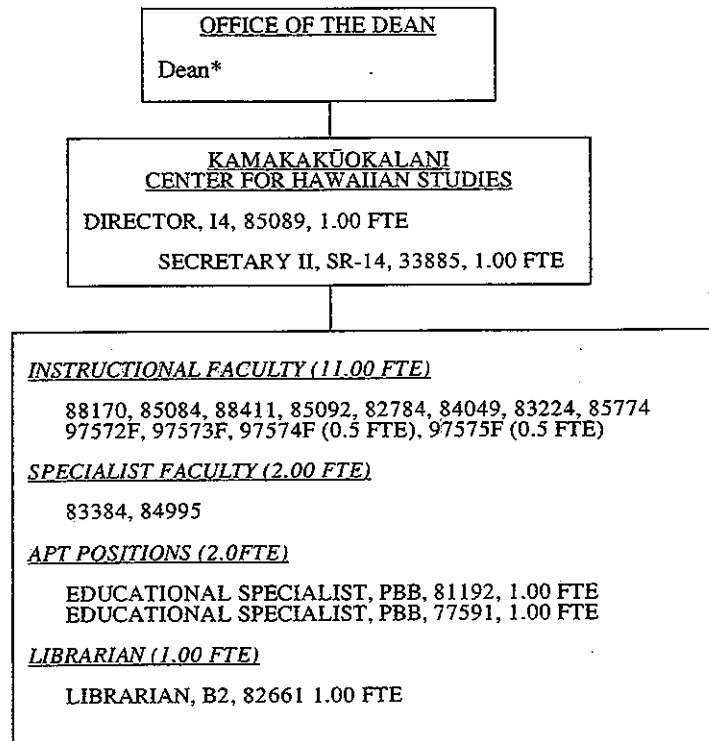 OFFICE OF THE DEAN
Dean*
KAMAKAKŪOKALANI
CENTER FOR HAWAIIAN STUDIES
DIRECTOR, I4, 85089, 1.00 FTE
SECRETARY II, SR-14, 33885, 1.00 FTE
INSTRUCTIONAL FACULTY (11.00 FTE)
88170, 85084, 88411, 85092, 82784, 84049, 83224, 85774
97572F, 97573F, 97574F (0.5 FTE), 97575F (0.5 FTE)
SPECIALIST FACULTY (2.00 FTE)
83384, 84995
APT POSITIONS (2.0FTE)
EDUCATIONAL SPECIALIST, PBB, 81192, 1.00 FTE
EDUCATIONAL SPECIALIST, PBB, 77591, 1.00 FTE
LIBRARIAN (1.00 FTE)
LIBRARIAN, B2, 82661 1.00 FTE